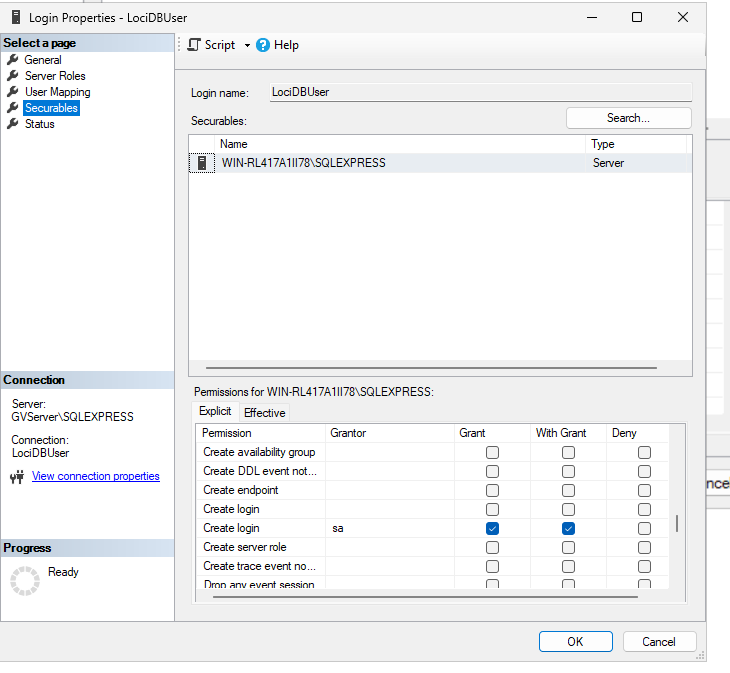 Login Properties - LociDBUser
Select a page
General
Server Roles
User Mapping
Securables
Status
Script
Help
Login name:
LociDBUser
Securables:
Search...
Name
Type
WIN-RL417A1II78\SQLEXPRESS
Server
Connection
Server:
GVServer\SQLEXPRESS
Connection:
LociDBUser
View connection properties
Progress
Ready
Permissions for WIN-RL417A1II78\SQLEXPRESS:
Explicit
Effective
Permission Grantor Grant With Grant Deny
Create availability group
Create DDL event not...
Create endpoint
Create login
Create login sa
Create server role
Create trace event no...
Drop any event session
OK
Cancel
nce